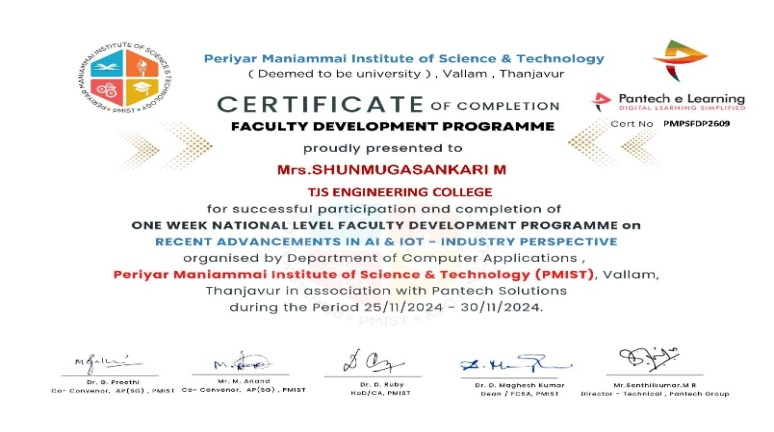 PERIYAR MANIAMMAI INSTITUTE OF SCIENCE & TECHNOLOGY
• PMIST •
Periyar Maniammai Institute of Science & Technology
( Deemed to be university ) , Vallam , Thanjavur
Pantech e Learning
DIGITAL LEARNING SIMPLIFIED
CERTIFICATE OF COMPLETION
Cert No PMPSFDP2609
FACULTY DEVELOPMENT PROGRAMME
proudly presented to
Mrs.SHUNMUGASANKARI M
TJS ENGINEERING COLLEGE
for successful participation and completion of
ONE WEEK NATIONAL LEVEL FACULTY DEVELOPMENT PROGRAMME on
RECENT ADVANCEMENTS IN AI & IOT - INDUSTRY PERSPECTIVE
organised by Department of Computer Applications ,
Periyar Maniammai Institute of Science & Technology (PMIST), Vallam,
Thanjavur in association with Pantech Solutions
during the Period 25/11/2024 - 30/11/2024.
Dr. G. Preethi
Co- Convenor, AP(SG) , PMIST
Mr. M. Anand
Co- Convenor, AP(SG) , PMIST
Dr. D. Ruby
HoD/CA, PMIST
Dr. D. Maghesh Kumar
Dean / FCSA, PMIST
Mr.Senthilkumar.M R
Director - Technical , Pantech Group